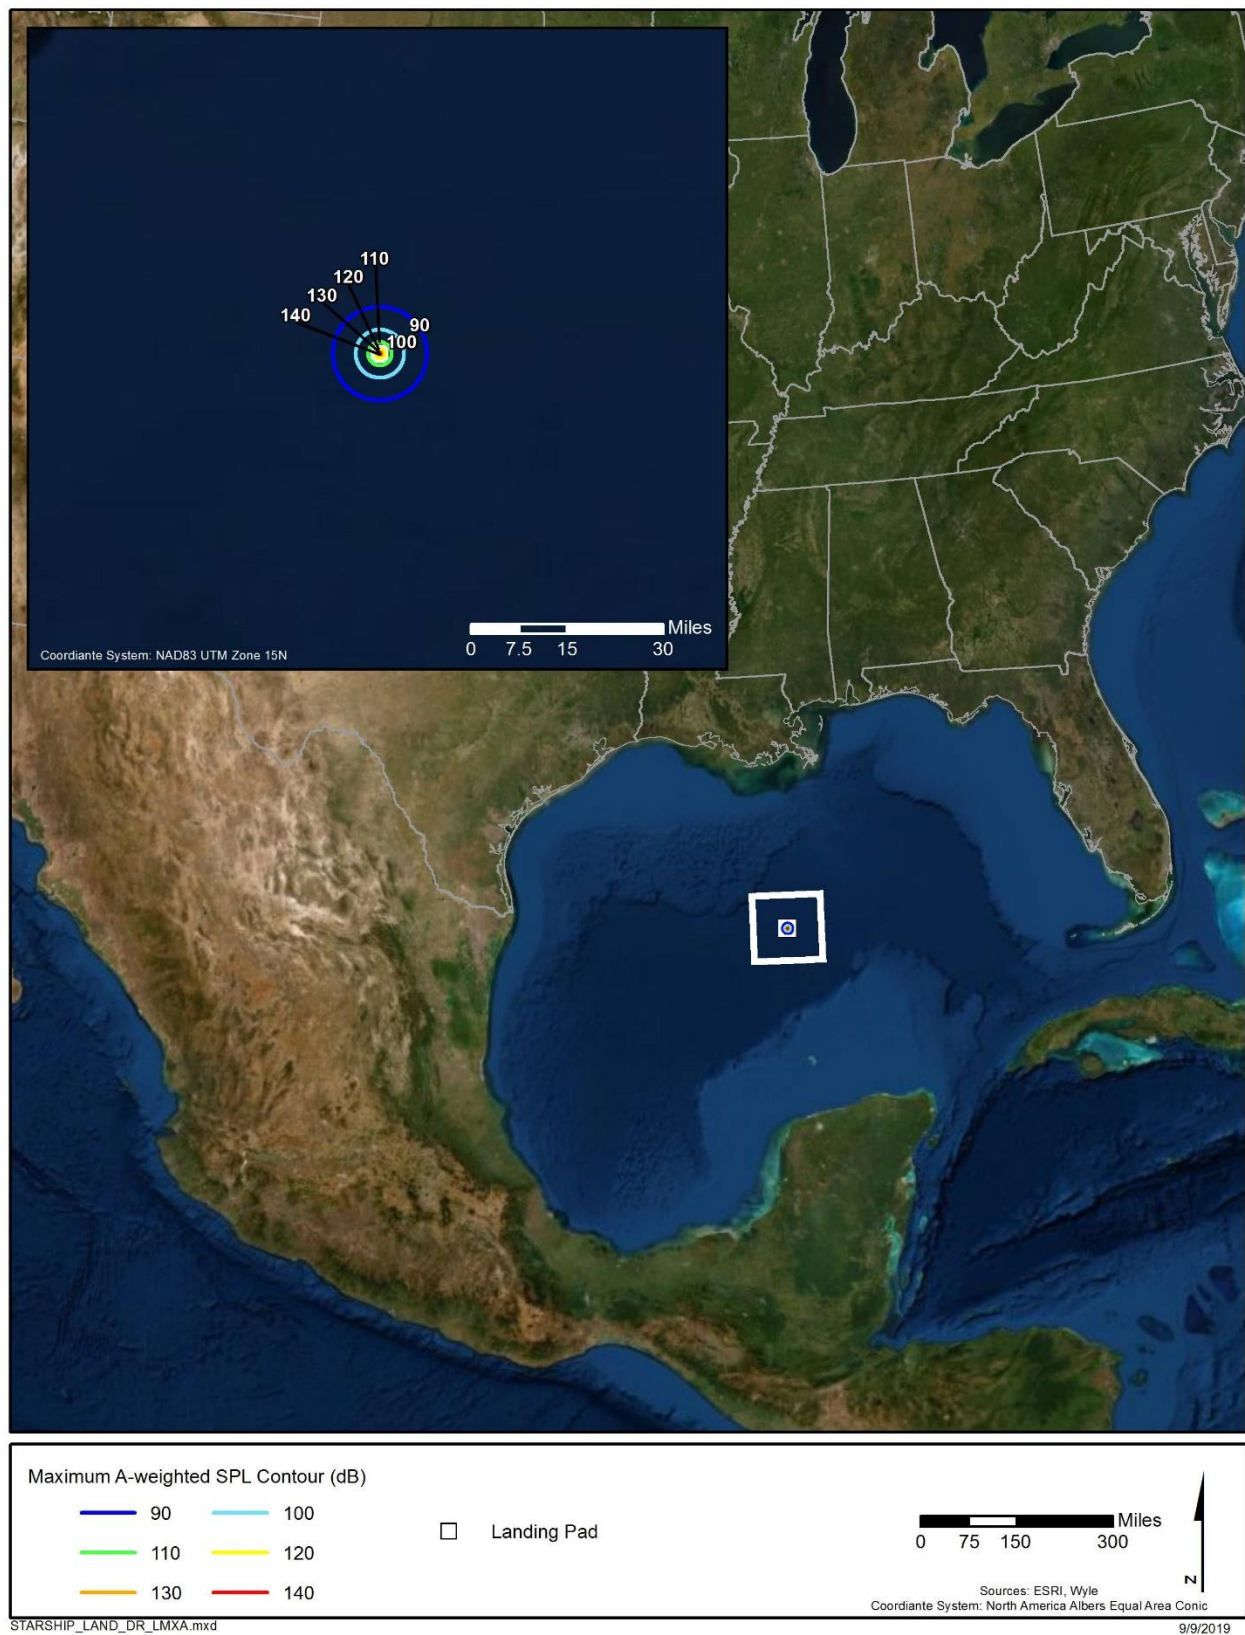 110
120
130
140
90
100
Miles
0 7.5 15 30
Coordiante System: NAD83 UTM Zone 15N
Maximum A-weighted SPL Contour (dB)
90 100
110 120
130 140
Landing Pad
Miles
0 75 150 300
N
Sources: ESRI, Wyle
Coordiante System: North America Albers Equal Area Conic
STARSHIP_LAND_DR_LMXA.mxd
9/9/2019